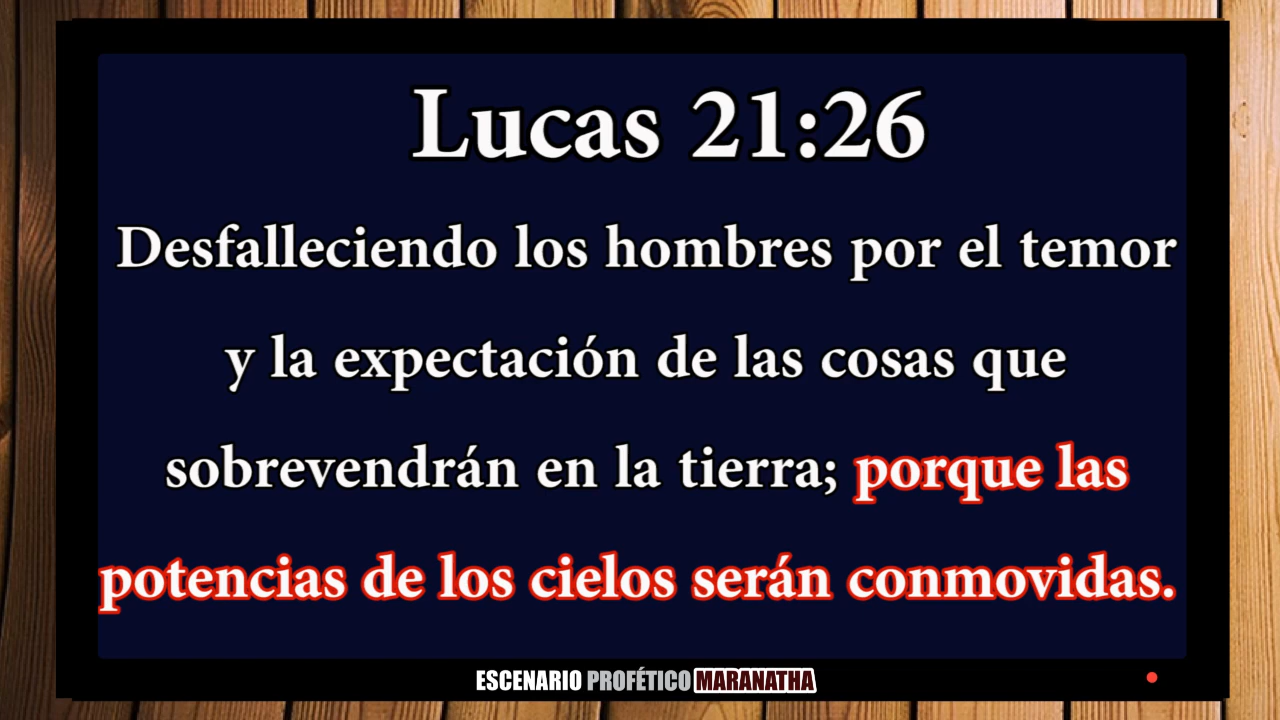 Lucas 21:26
Desfalleciendo los hombres por el temor
y la expectación de las cosas que
sobrevendrán en la tierra; porque las
potencias de los cielos serán conmovidas.
ESCENARIO PROFÉTICO MARANATHA